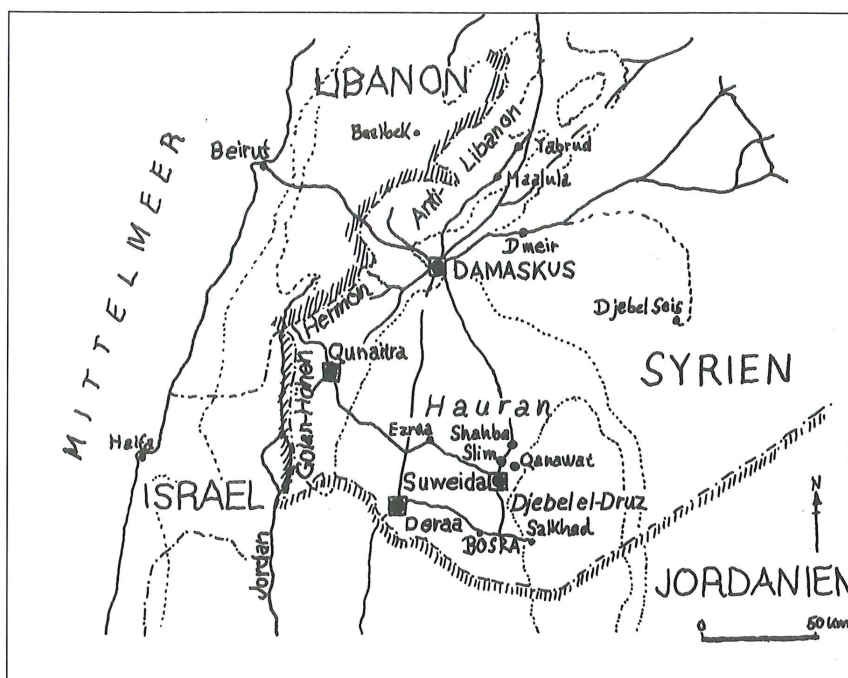 LIBANON
Baalbek
Beirut
MITTELMEER
Anti-Libanon
Yabrud
Maalula
Dmeir
DAMASKUS
Djebel Seis
Hermon
Qunaitra
SYRIEN
Golan-Höhen
Hauran
Ezraa
Shahba
Slim
Qanawat
Haifa
ISRAEL
Suweida
Djebel el-Druz
Deraa
Salkhad
BOSRA
N
Jordan
JORDANIEN
0 50 km